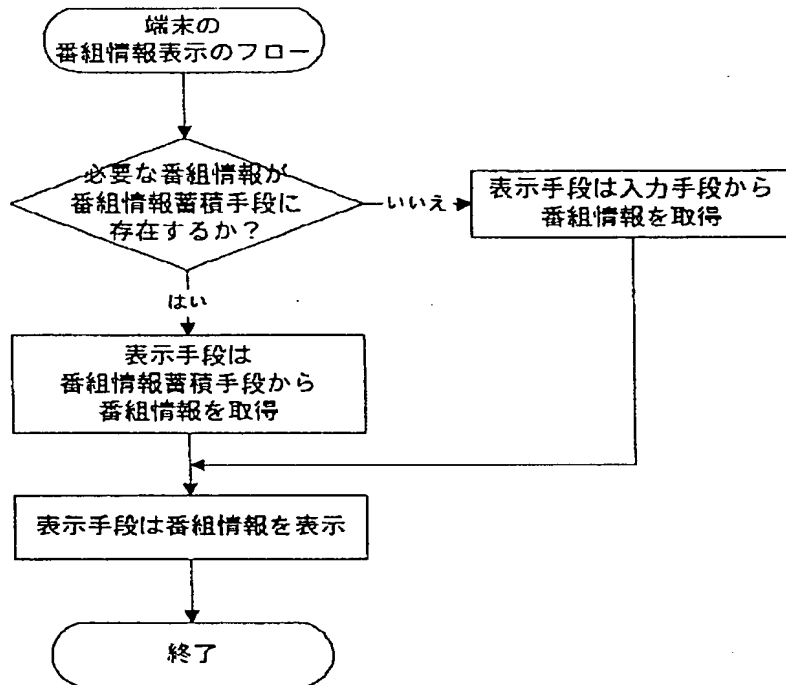 端末の
番組情報表示のフロー
必要な番組情報が
番組情報蓄積手段に
存在するか？
いいえ
表示手段は入力手段から
番組情報を取得
はい
表示手段は
番組情報蓄積手段から
番組情報を取得
表示手段は番組情報を表示
終了